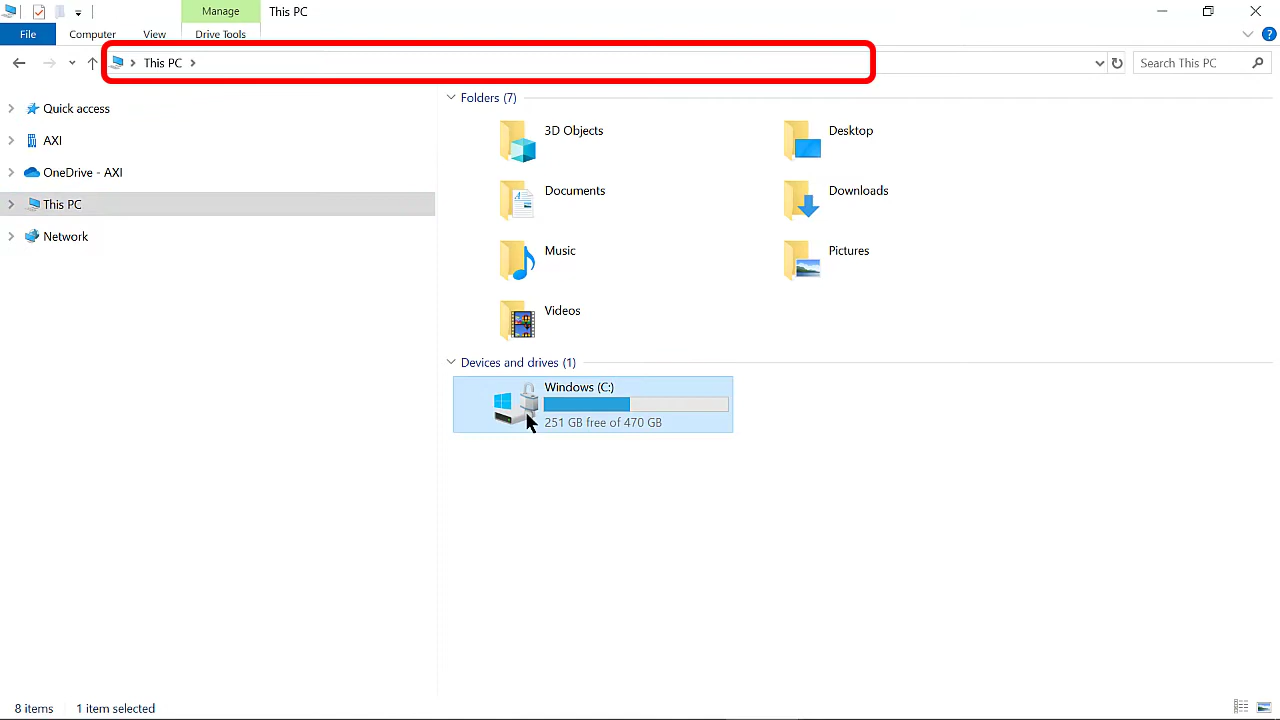 Manage
This PC
File
Computer
View
Drive Tools
This PC
Search This PC
Quick access
AXI
OneDrive - AXI
This PC
Network
Folders (7)
3D Objects
Desktop
Documents
Downloads
Music
Pictures
Videos
Devices and drives (1)
Windows (C:)
251 GB free of 470 GB
8 items
1 item selected